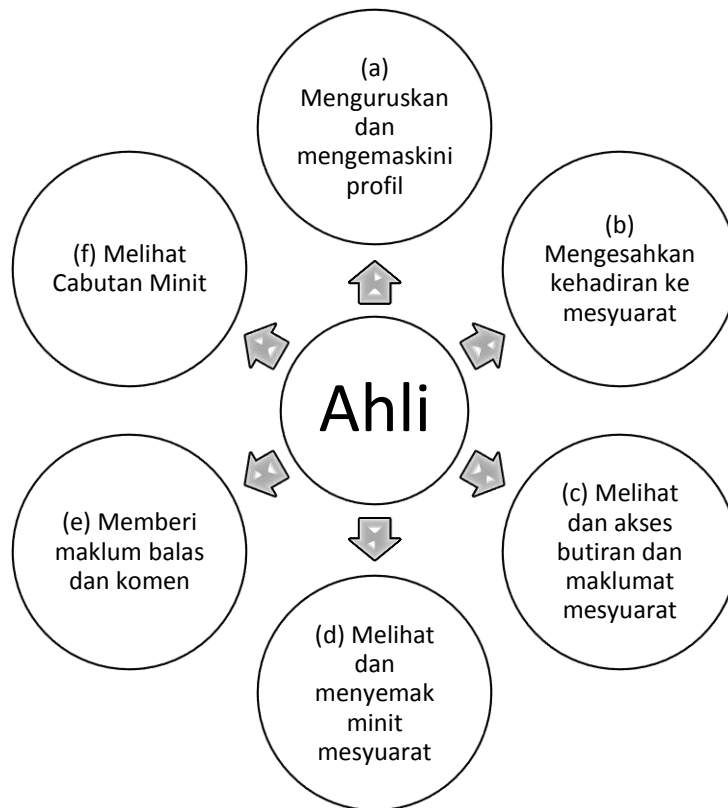 (a)
Menguruskan
dan
mengemaskini
profil
(b)
Mengesahkan
kehadiran ke
mesyuarat
(c) Melihat
dan akses
butiran dan
maklumat
mesyuarat
(d) Melihat
dan
menyemak
minit
mesyuarat
(e) Memberi
maklum balas
dan komen
(f) Melihat
Cabutan Minit
Ahli